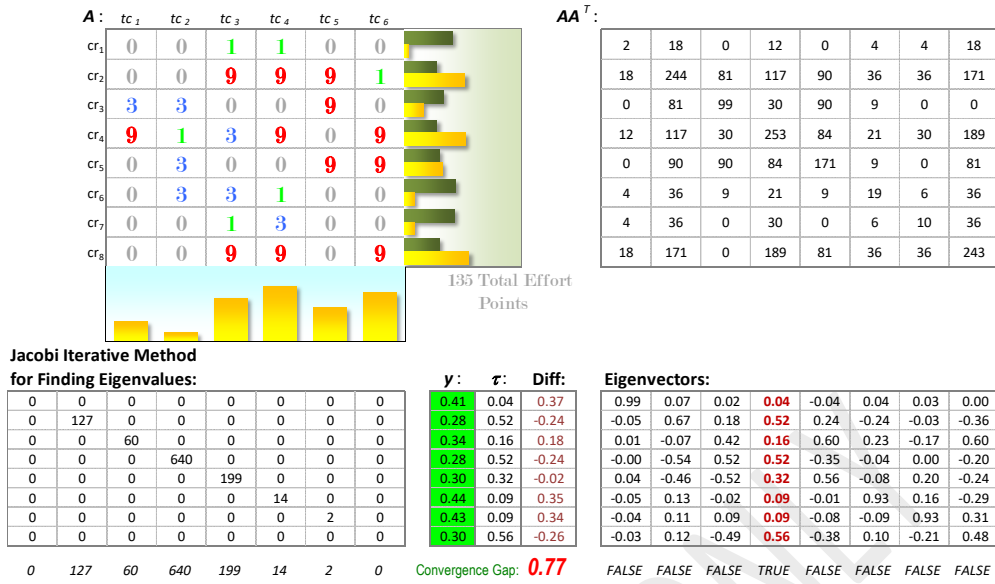 A : tc 1 tc 2 tc 3 tc 4 tc 5 tc 6
cr1 0 0 1 1 0 0
cr2 0 0 9 9 9 1
cr3 3 3 0 0 9 0
cr4 9 1 3 9 0 9
cr5 0 3 0 0 9 9
cr6 0 3 3 1 0 0
cr7 0 0 1 3 0 0
cr8 0 0 9 9 0 9
135 Total Effort
Points
AA T :
2 18 0 12 0 4 4 18
18 244 81 117 90 36 36 171
0 81 99 30 90 9 0 0
12 117 30 253 84 21 30 189
0 90 90 84 171 9 0 81
4 36 9 21 9 19 6 36
4 36 0 30 0 6 10 36
18 171 0 189 81 36 36 243
Jacobi Iterative Method
for Finding Eigenvalues:
0 0 0 0 0 0 0 0
0 127 0 0 0 0 0 0
0 0 60 0 0 0 0 0
0 0 0 640 0 0 0 0
0 0 0 0 199 0 0 0
0 0 0 0 0 14 0 0
0 0 0 0 0 0 2 0
0 0 0 0 0 0 0 0
0 127 60 640 199 14 2 0
y : τ : Diff:
0.41 0.04 0.37
0.28 0.52 -0.24
0.34 0.16 0.18
0.28 0.52 -0.24
0.30 0.32 -0.02
0.44 0.09 0.35
0.43 0.09 0.34
0.30 0.56 -0.26
Convergence Gap: 0.77
Eigenvectors:
0.99 0.07 0.02 0.04 -0.04 0.04 0.03 0.00
-0.05 0.67 0.18 0.52 0.24 -0.24 -0.03 -0.36
0.01 -0.07 0.42 0.16 0.60 0.23 -0.17 0.60
-0.00 -0.54 0.52 0.52 -0.35 -0.04 0.00 -0.20
0.04 -0.46 -0.52 0.32 0.56 -0.08 0.20 -0.24
-0.05 0.13 -0.02 0.09 -0.01 0.93 0.16 -0.29
-0.04 0.11 0.09 0.09 -0.08 -0.09 0.93 0.31
-0.03 0.12 -0.49 0.56 -0.38 0.10 -0.21 0.48
FALSE FALSE FALSE TRUE FALSE FALSE FALSE FALSE